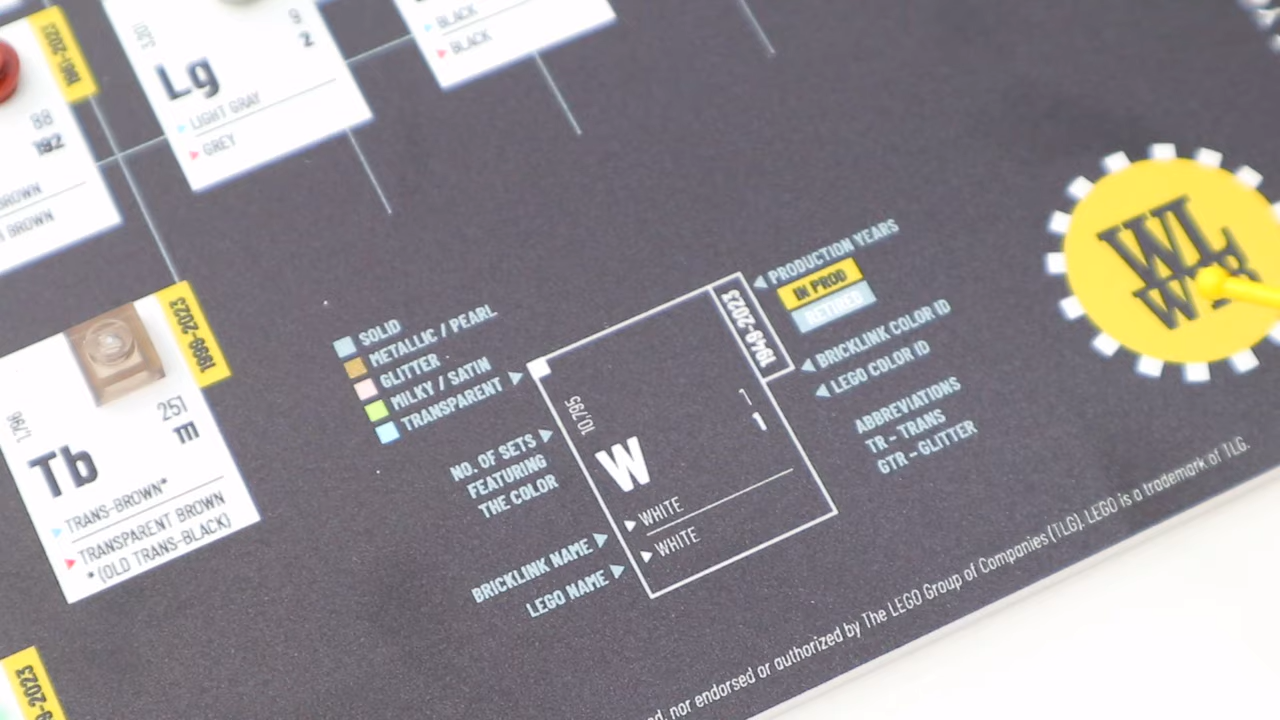 1961-2023
88
192
BROWN
BROWN
9
2
Lg
LIGHT GRAY
GREY
BLACK
BLACK
1999-2023
1,796
251
111
Tb
TRANS-BROWN*
TRANSPARENT BROWN
*(OLD TRANS-BLACK)
SOLID
METALLIC / PEARL
GLITTER
MILKY / SATIN
TRANSPARENT
NO. OF SETS
FEATURING
THE COLOR
BRICKLINK NAME
LEGO NAME
1949-2023
10,795
1
1
W
WHITE
WHITE
PRODUCTION YEARS
IN PROD
RETIRED
BRICKLINK COLOR ID
LEGO COLOR ID
ABBREVIATIONS
TR - TRANS
GTR - GLITTER
WL
WB
nor endorsed or authorized by The LEGO Group of Companies (TLG). LEGO is a trademark of TLG.